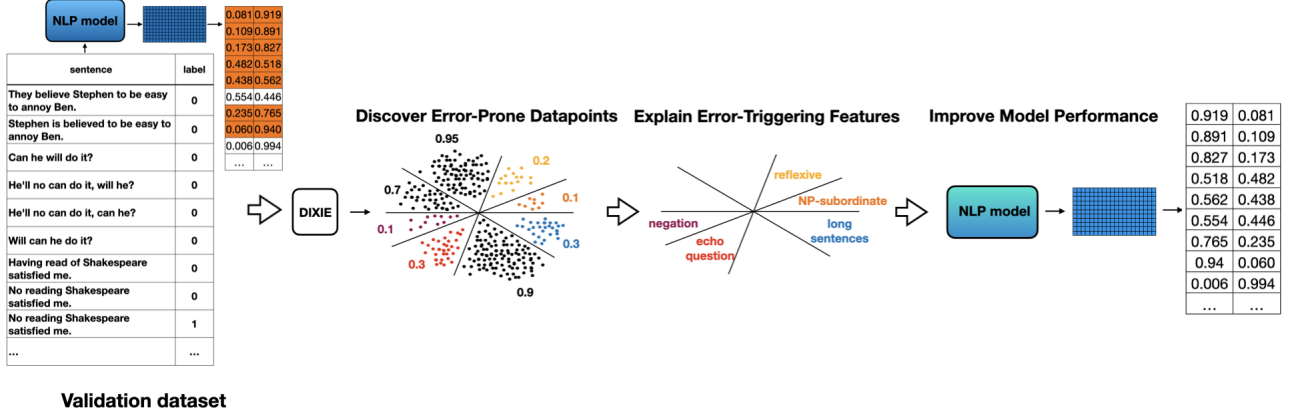 NLP model
sentence label
They believe Stephen to be easy
to annoy Ben. 0
Stephen is believed to be easy to
annoy Ben. 0
Can he will do it? 0
He'll no can do it, will he? 0
He'll no can do it, can he? 0
Will can he do it? 0
Having read of Shakespeare
satisfied me. 0
No reading Shakespeare
satisfied me. 0
No reading Shakespeare
satisfied me. 1
... ...
Validation dataset
0.081 0.919
0.109 0.891
0.173 0.827
0.482 0.518
0.438 0.562
0.554 0.446
0.235 0.765
0.060 0.940
0.006 0.994
... ...
DIXIE
Discover Error-Prone Datapoints
0.95
0.2
0.7
0.1
0.1
0.3
0.3
0.9
Explain Error-Triggering Features
reflexive
NP-subordinate
negation
long
sentences
echo
question
Improve Model Performance
NLP model
0.919 0.081
0.891 0.109
0.827 0.173
0.518 0.482
0.562 0.438
0.554 0.446
0.765 0.235
0.94 0.060
0.006 0.994
... ...